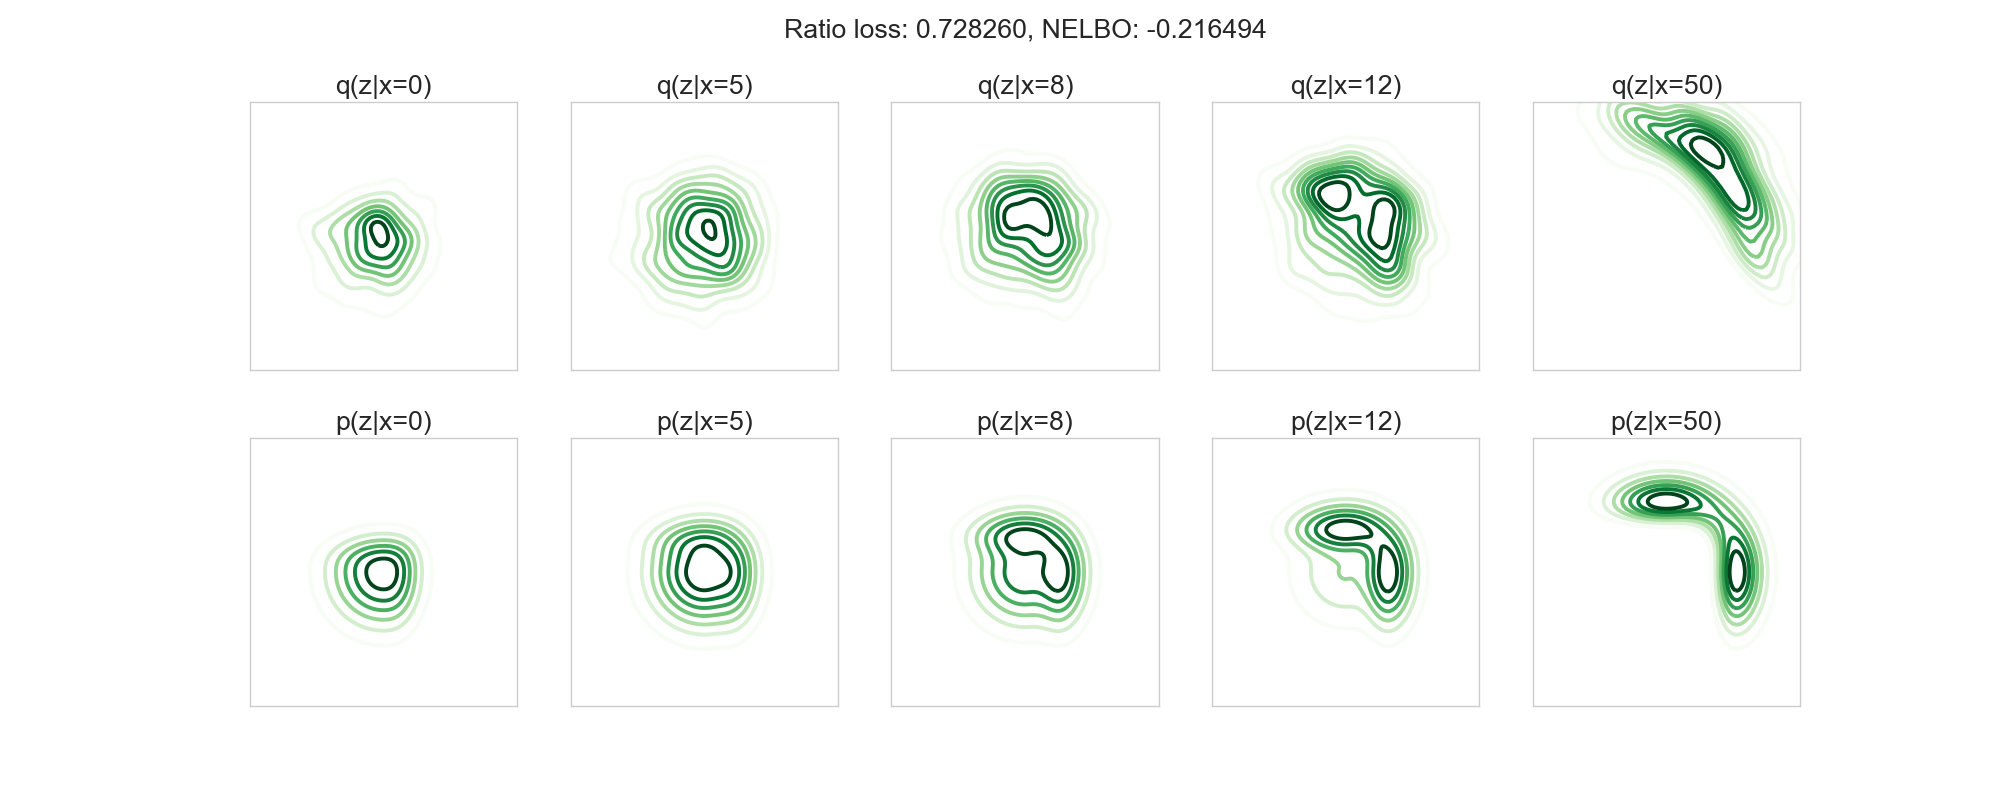 Ratio loss: 0.728260, NELBO: -0.216494
q(z|x=0) q(z|x=5) q(z|x=8) q(z|x=12) q(z|x=50)
p(z|x=0) p(z|x=5) p(z|x=8) p(z|x=12) p(z|x=50)